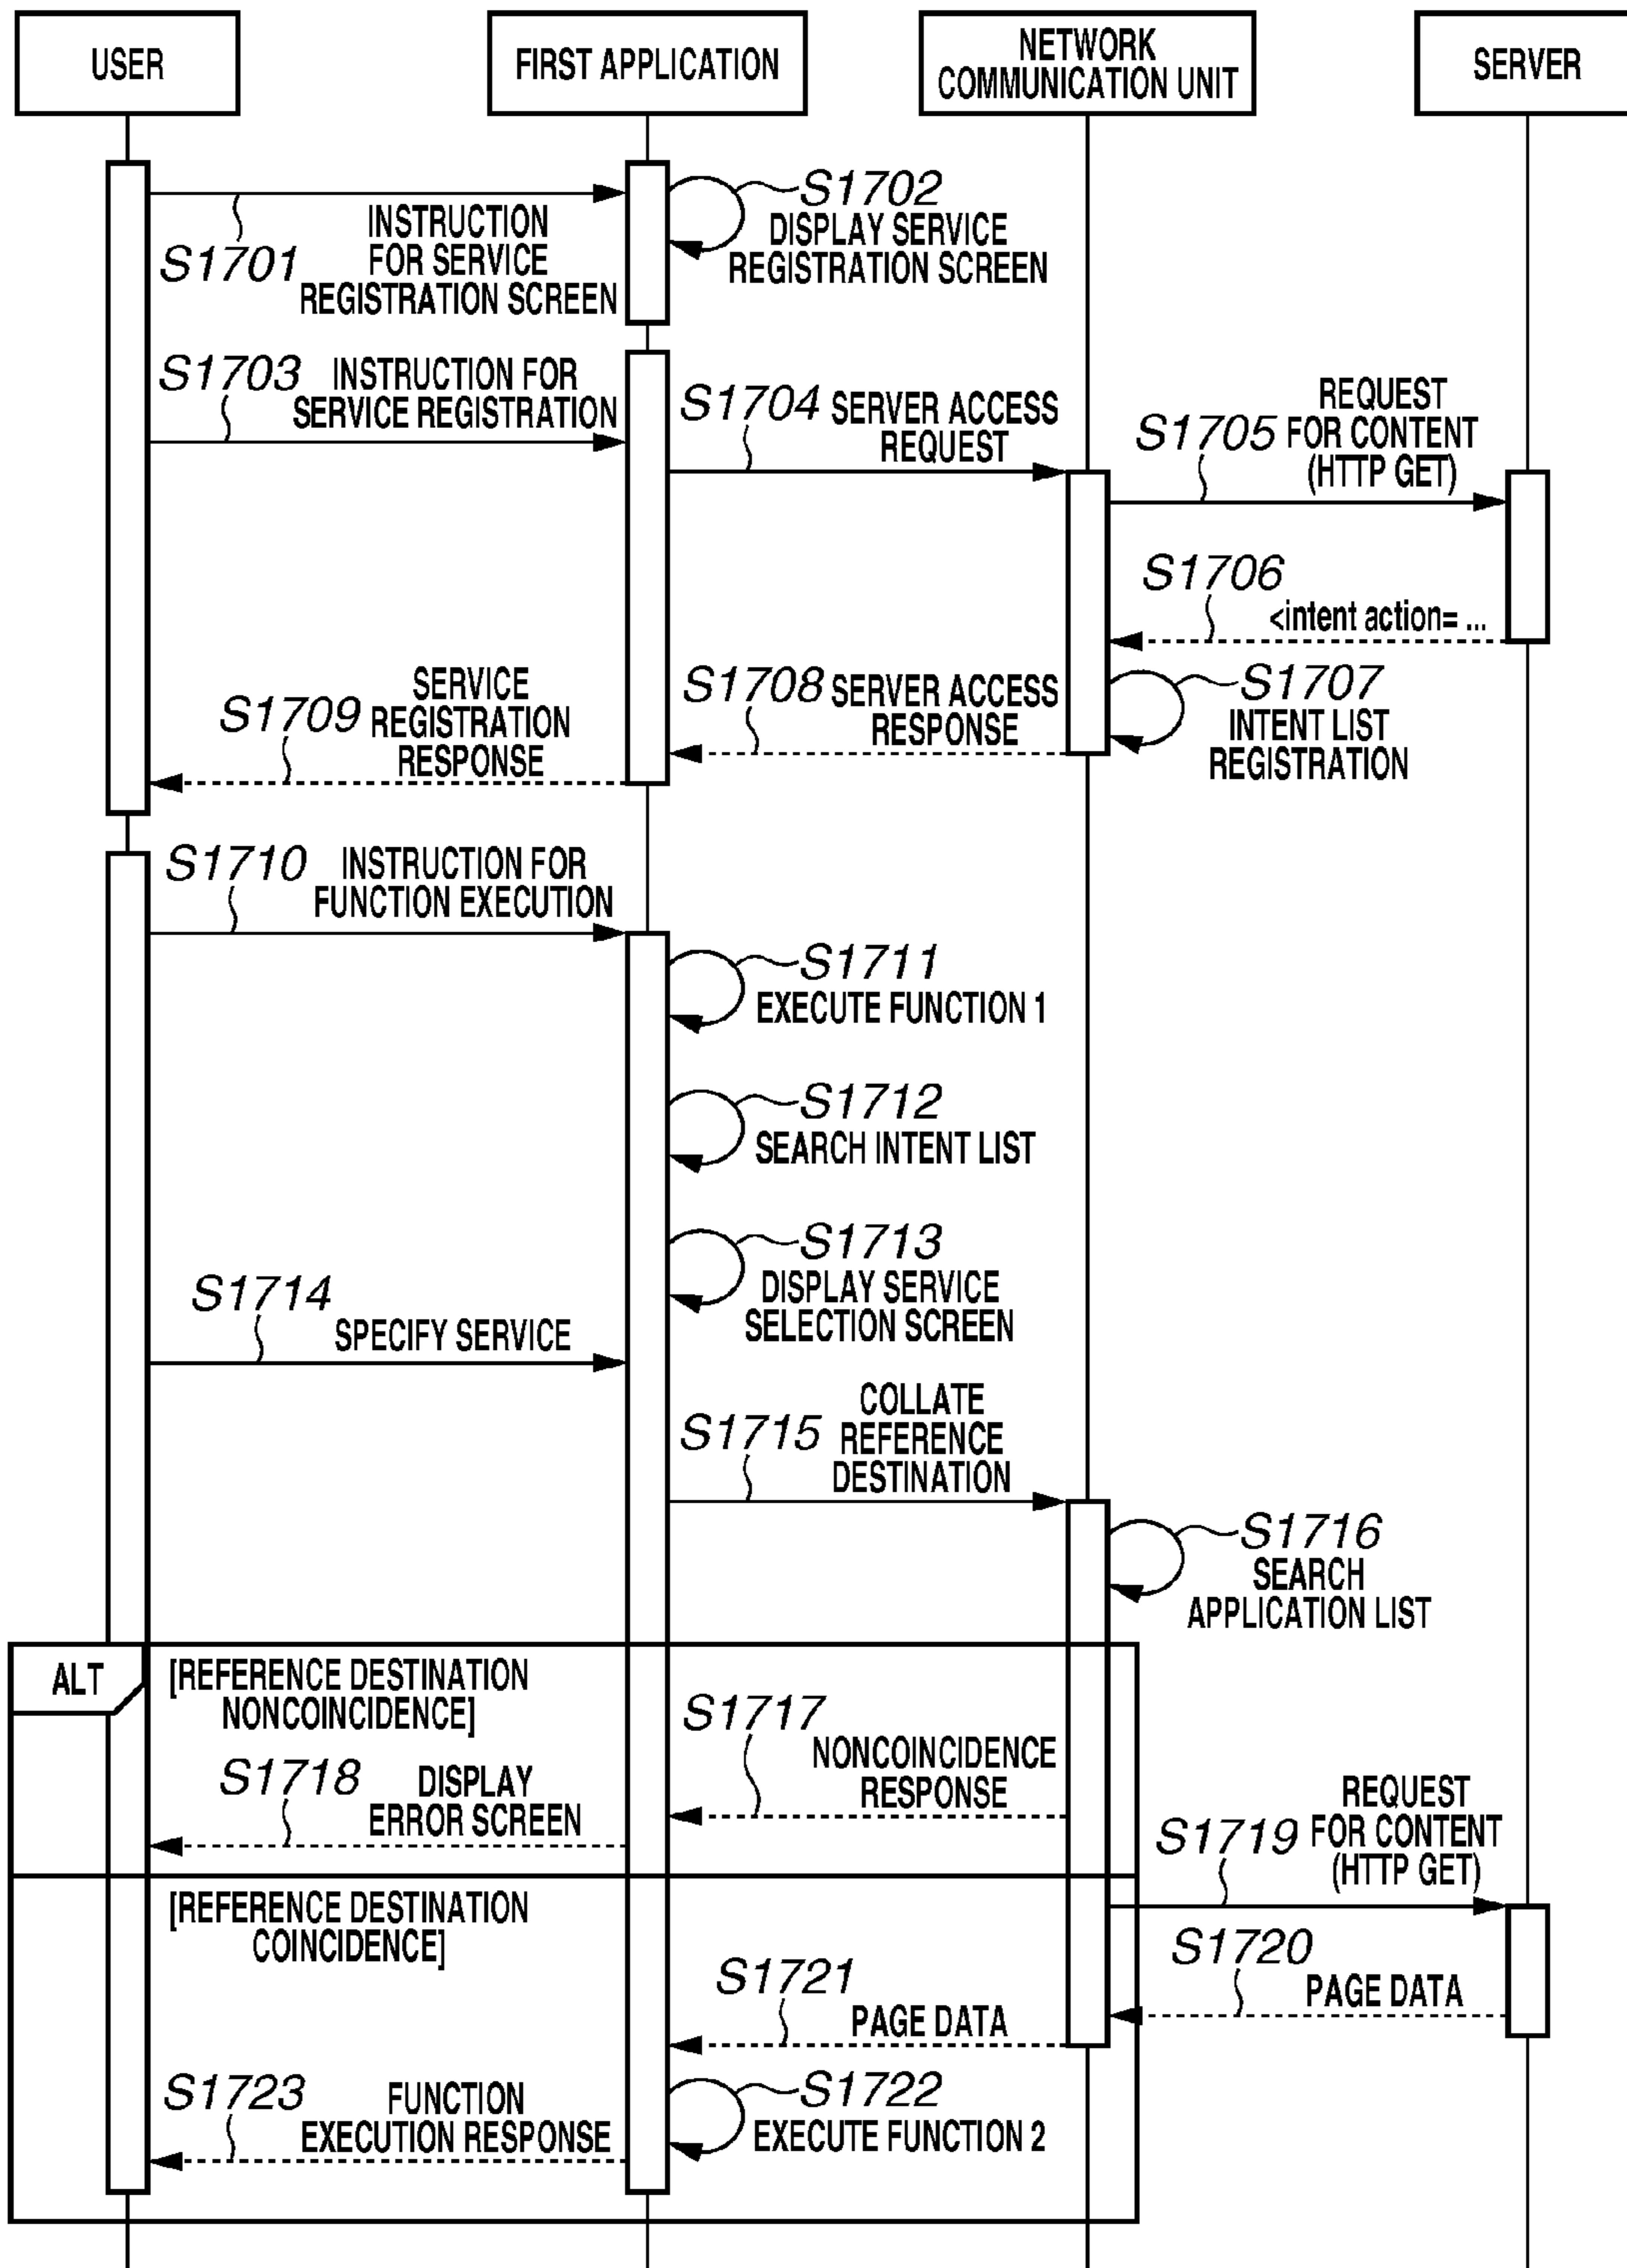 USER
FIRST APPLICATION
NETWORK
COMMUNICATION UNIT
SERVER
S1701
INSTRUCTION
FOR SERVICE
REGISTRATION SCREEN
S1702
DISPLAY SERVICE
REGISTRATION SCREEN
S1703
INSTRUCTION FOR
SERVICE REGISTRATION
S1704
SERVER ACCESS
REQUEST
S1705
REQUEST
FOR CONTENT
(HTTP GET)
S1706
<intent action= ...
S1707
INTENT LIST
REGISTRATION
S1708
SERVER ACCESS
RESPONSE
S1709
SERVICE
REGISTRATION
RESPONSE
S1710
INSTRUCTION FOR
FUNCTION EXECUTION
S1711
EXECUTE FUNCTION 1
S1712
SEARCH INTENT LIST
S1713
DISPLAY SERVICE
SELECTION SCREEN
S1714
SPECIFY SERVICE
S1715
COLLATE
REFERENCE
DESTINATION
S1716
SEARCH
APPLICATION LIST
ALT
[REFERENCE DESTINATION
NONCOINCIDENCE]
S1717
NONCOINCIDENCE
RESPONSE
S1718
DISPLAY
ERROR SCREEN
S1719
REQUEST
FOR CONTENT
(HTTP GET)
[REFERENCE DESTINATION
COINCIDENCE]
S1720
PAGE DATA
S1721
PAGE DATA
S1722
EXECUTE FUNCTION 2
S1723
FUNCTION
EXECUTION RESPONSE